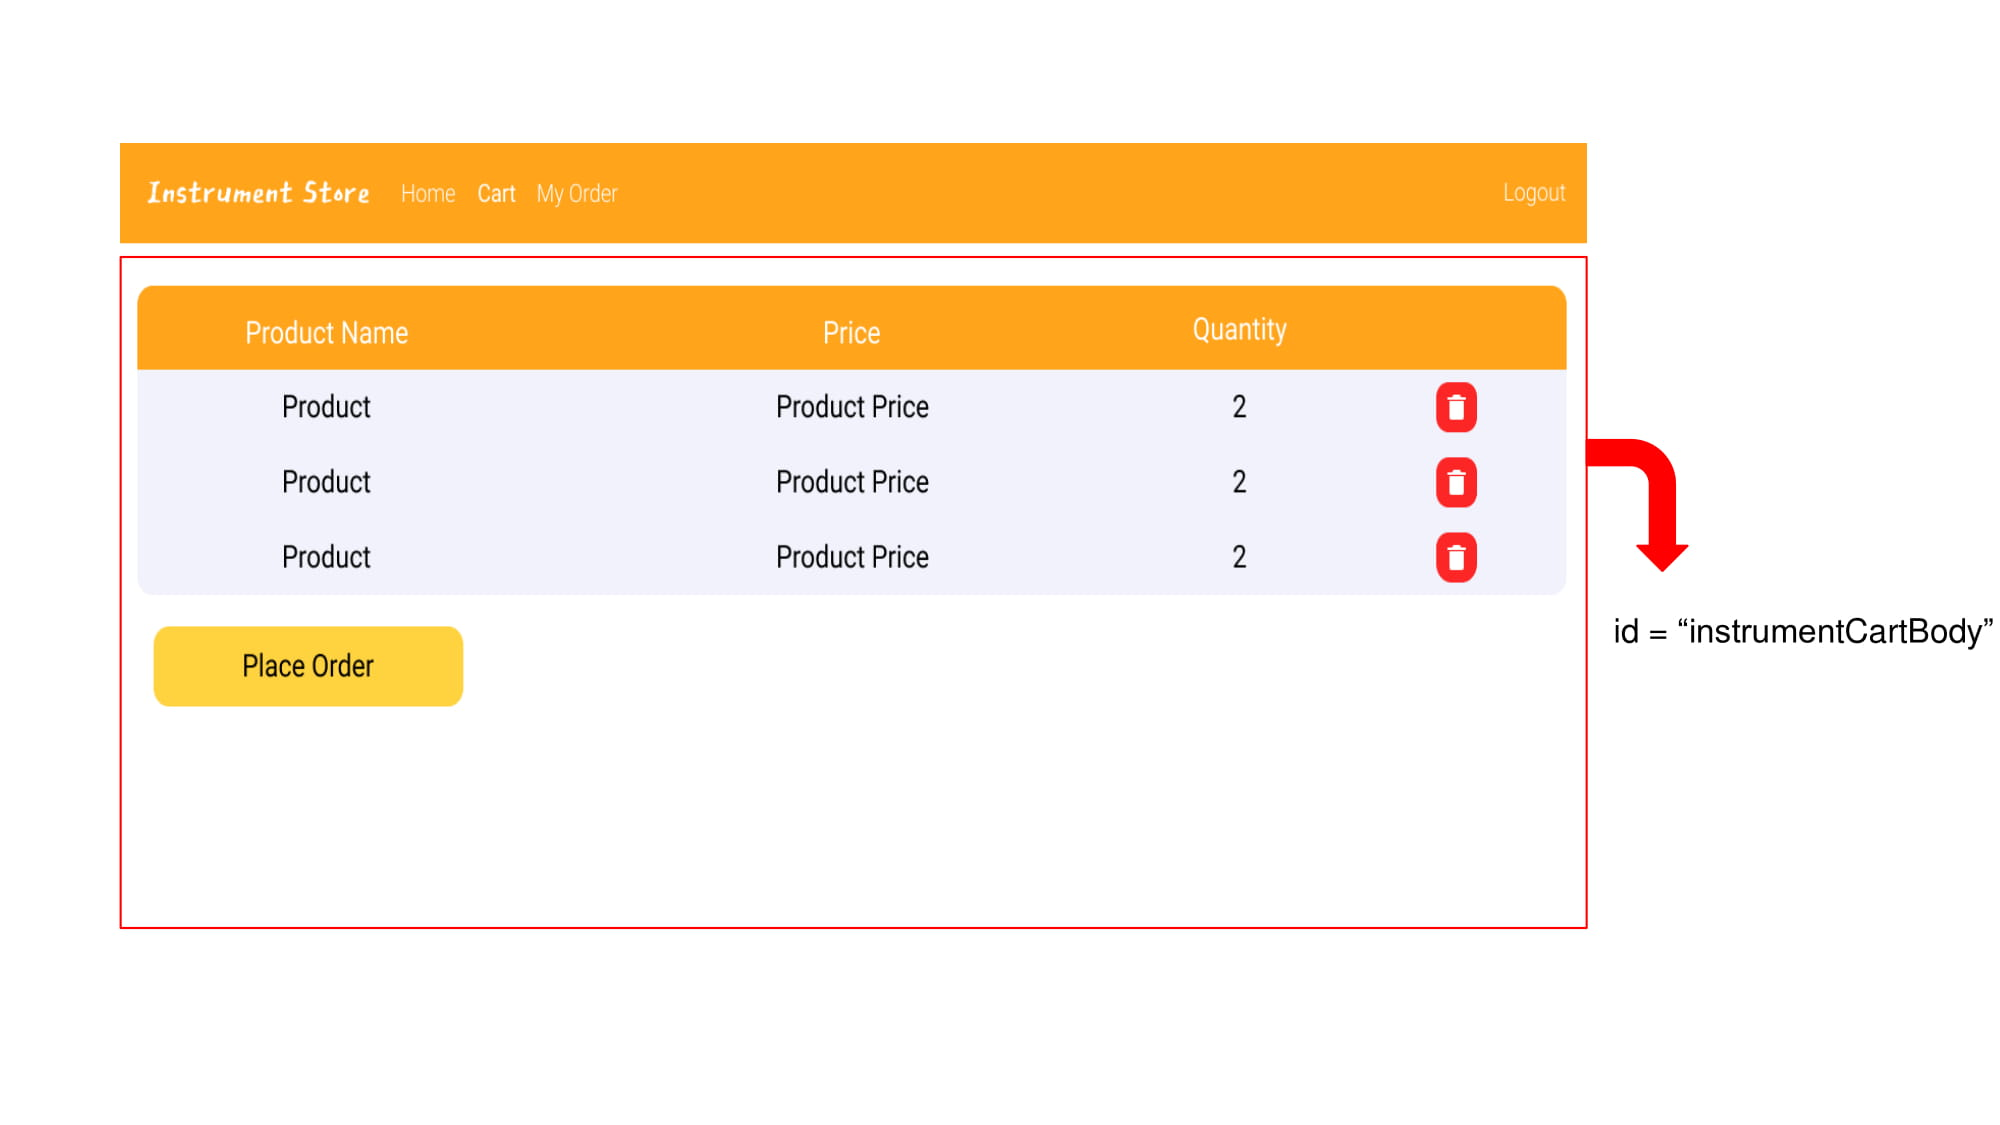 Instrument Store Home Cart My Order Logout
Product Name Price Quantity
Product Product Price 2
Product Product Price 2
Product Product Price 2
id = “instrumentCartBody”
Place Order